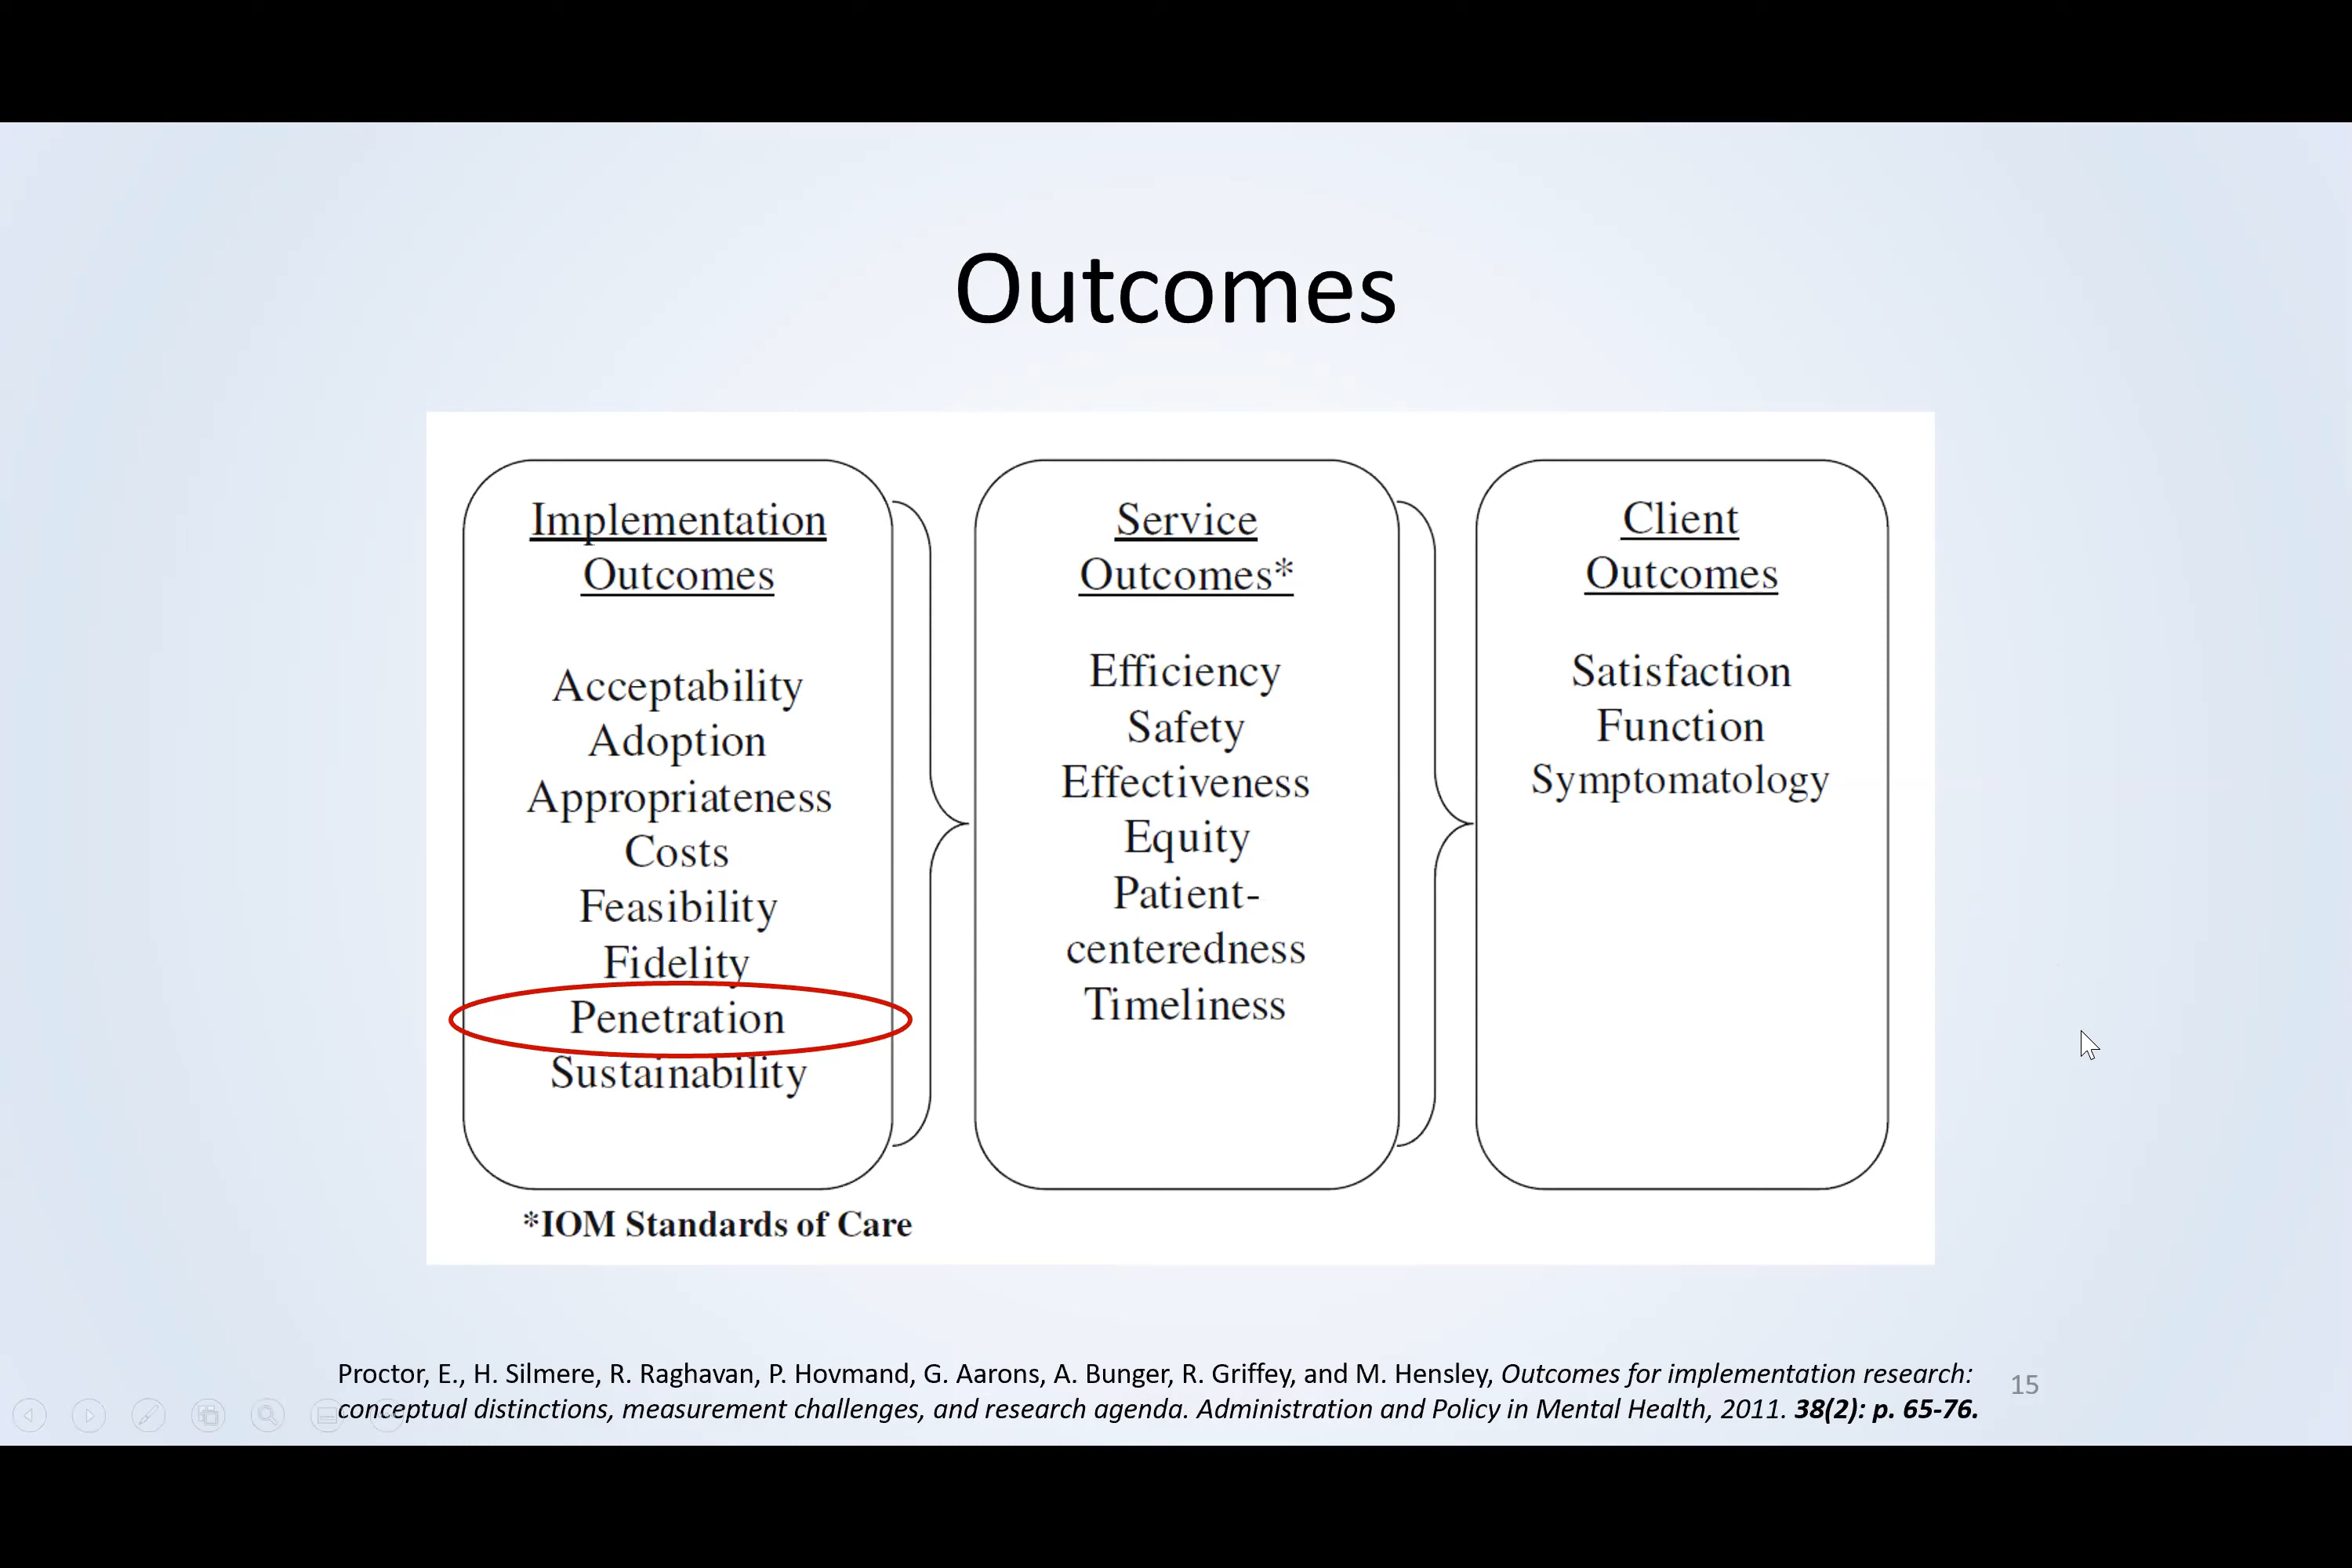 Outcomes
Implementation
Outcomes
Acceptability
Adoption
Appropriateness
Costs
Feasibility
Fidelity
Penetration
Sustainability
Service
Outcomes*
Efficiency
Safety
Effectiveness
Equity
Patient-
centeredness
Timeliness
Client
Outcomes
Satisfaction
Function
Symptomatology
*IOM Standards of Care
Proctor, E., H. Silmere, R. Raghavan, P. Hovmand, G. Aarons, A. Bunger, R. Griffey, and M. Hensley, Outcomes for implementation research:
conceptual distinctions, measurement challenges, and research agenda. Administration and Policy in Mental Health, 2011. 38(2): p. 65-76.
15